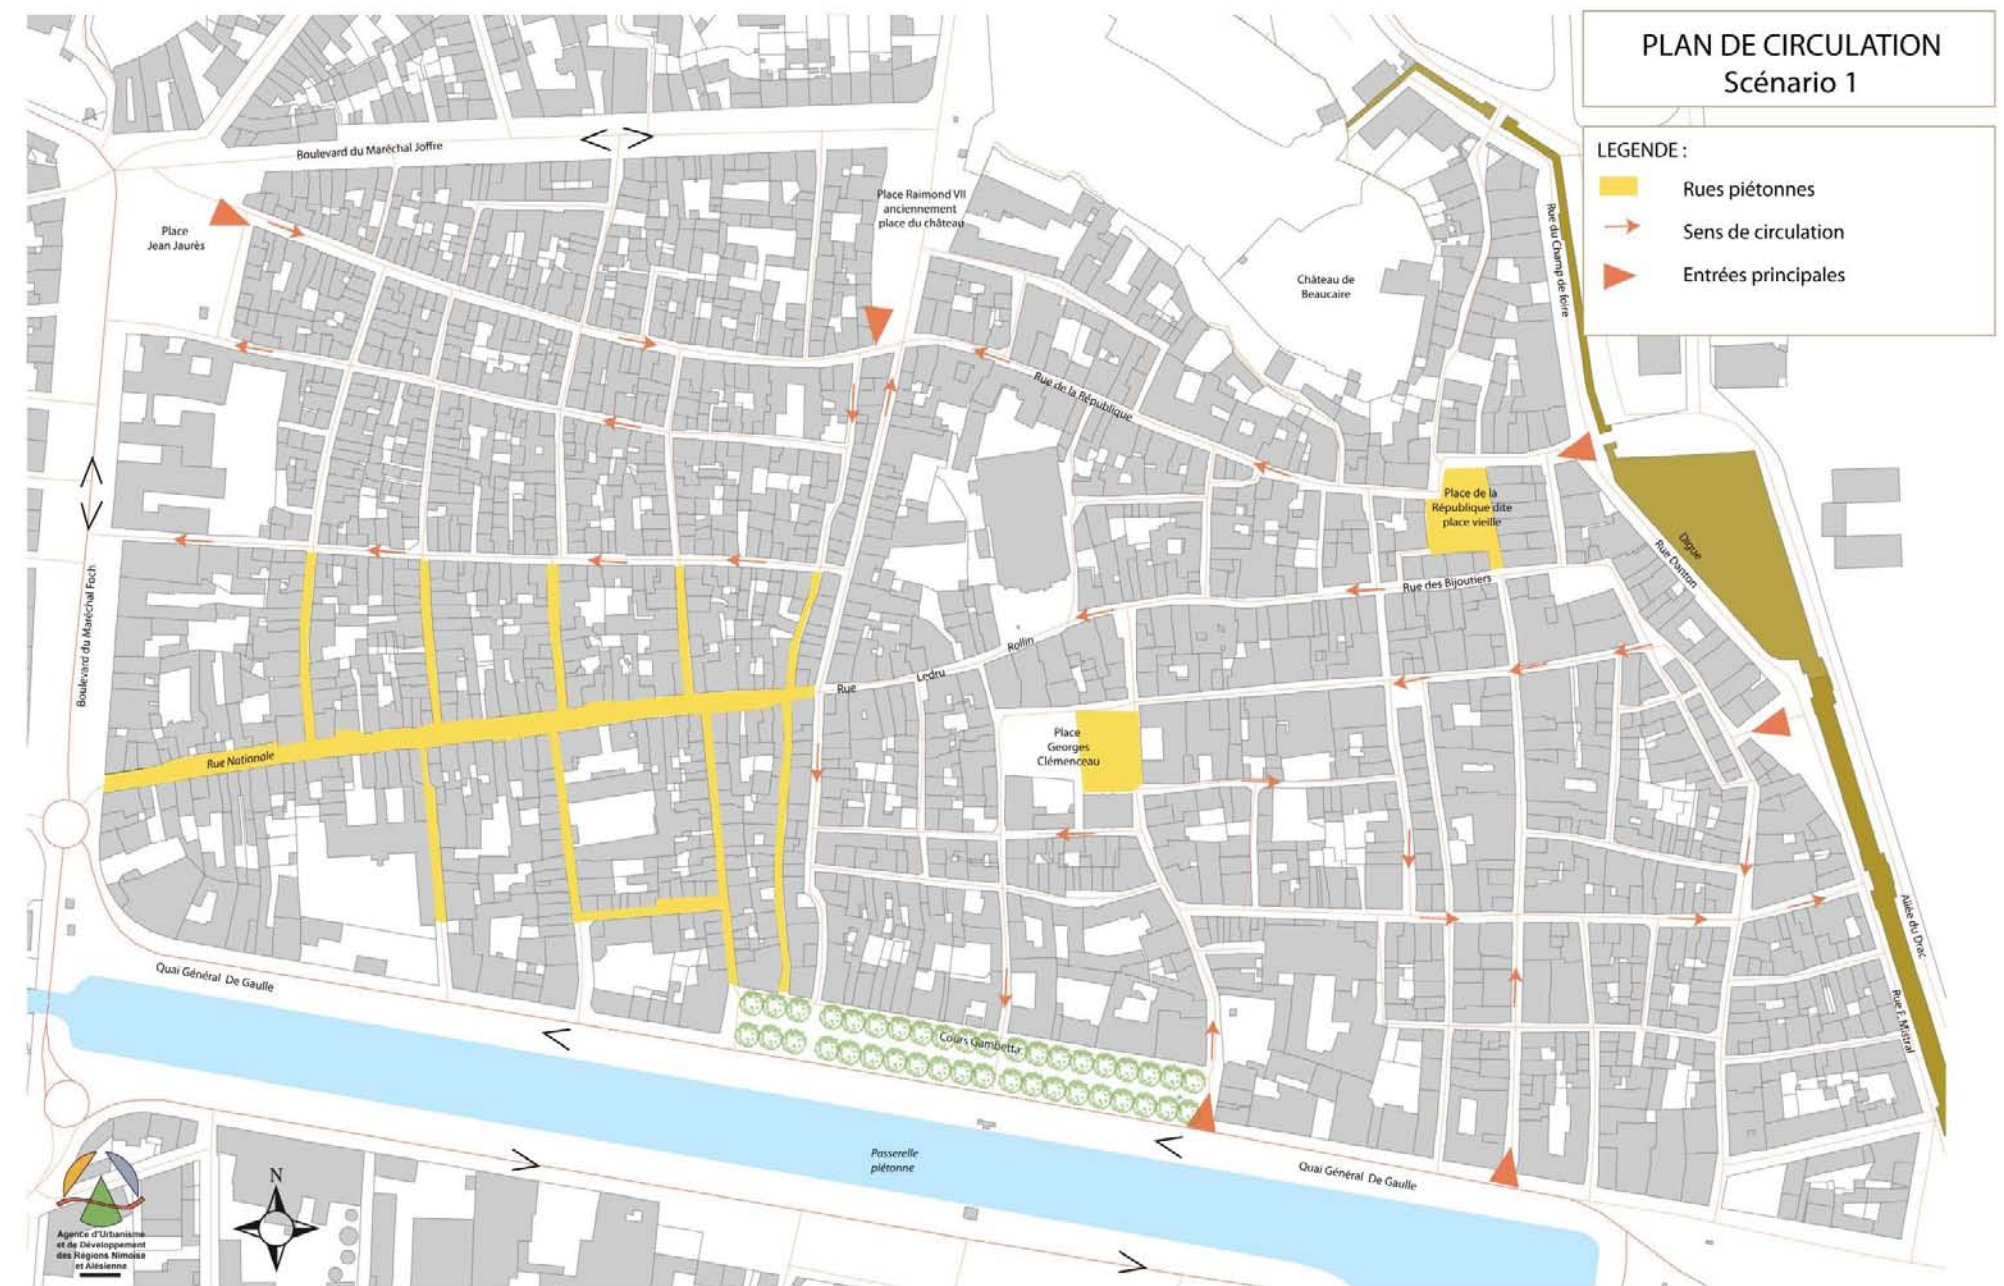 PLAN DE CIRCULATION
Scénario 1
LEGENDE :
Rues piétonnes
Sens de circulation
Entrées principales
Boulevard du Maréchal Joffre
Place Raimond VII
anciennement
place du château
Place
Jean Jaurès
Château de
Beaucaire
Rue du Champ de foire
Rue de la République
Place de la
République dite
place vieille
Digue
Rue Danton
Rue des Bijoutiers
Boulevard du Maréchal Foch
Rue Ledru Rollin
Place
Georges
Clémenceau
Rue Nationale
Allée du Drac
Rue F. Mistral
Quai Général De Gaulle
Cours Gambetta
Passerelle
piétonne
Quai Général De Gaulle
N
Agence d'Urbanisme
et de Développement
des Régions Nîmoise
et Alésienne